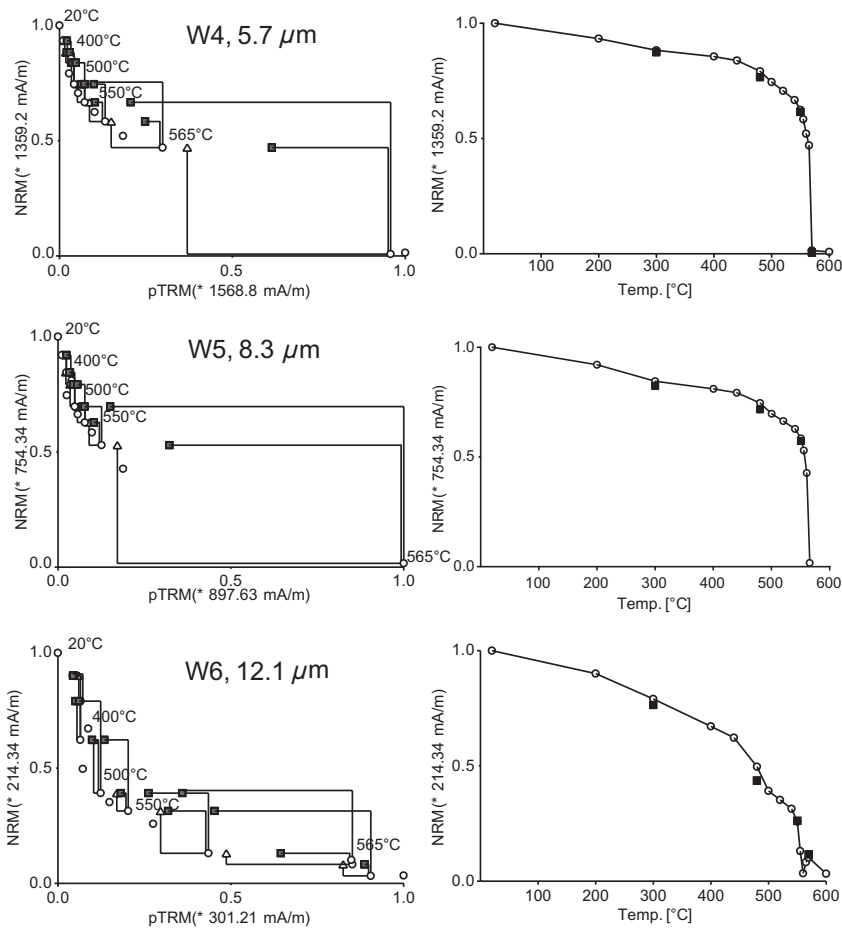 W4, 5.7 µm
1.0
20°C
400°C
500°C
550°C
0.5
565°C
0.0
0.0
0.5
1.0
NRM(* 1359.2 mA/m)
pTRM(* 1568.8 mA/m)
1.0
0.5
0.0
100
200
300
400
500
600
NRM(* 1359.2 mA/m)
Temp. [°C]
W5, 8.3 µm
1.0
20°C
400°C
500°C
550°C
0.5
565°C
0.0
0.0
0.5
1.0
NRM(* 754.34 mA/m)
pTRM(* 897.63 mA/m)
1.0
0.5
0.0
100
200
300
400
500
600
NRM(* 754.34 mA/m)
Temp. [°C]
W6, 12.1 µm
1.0
20°C
400°C
0.5
500°C
550°C
565°C
0.0
0.0
0.5
1.0
NRM(* 214.34 mA/m)
pTRM(* 301.21 mA/m)
1.0
0.5
0.0
100
200
300
400
500
600
NRM(* 214.34 mA/m)
Temp. [°C]